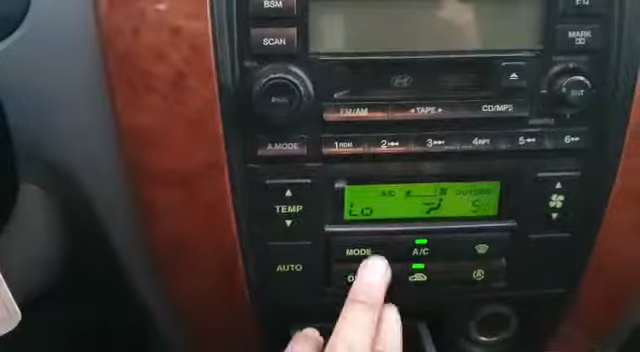 BSM
SCAN
MARK
FM/AM
◂TAPE▸
CD/MP3
A.MODE
1RDM
2
3
4RPT
5
6
TEMP
A/C
OUTSIDE
Lo
AUTO
MODE
A/C